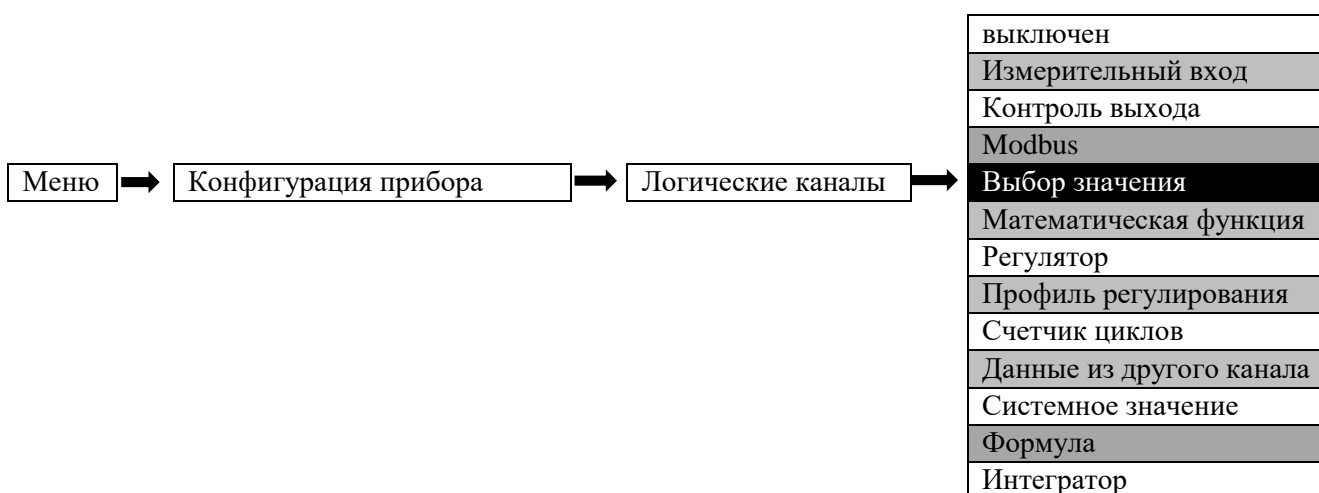 выключен
Измерительный вход
Контроль выхода
Modbus
Меню
Конфигурация прибора
Логические каналы
Выбор значения
Математическая функция
Регулятор
Профиль регулирования
Счетчик циклов
Данные из другого канала
Системное значение
Формула
Интегратор